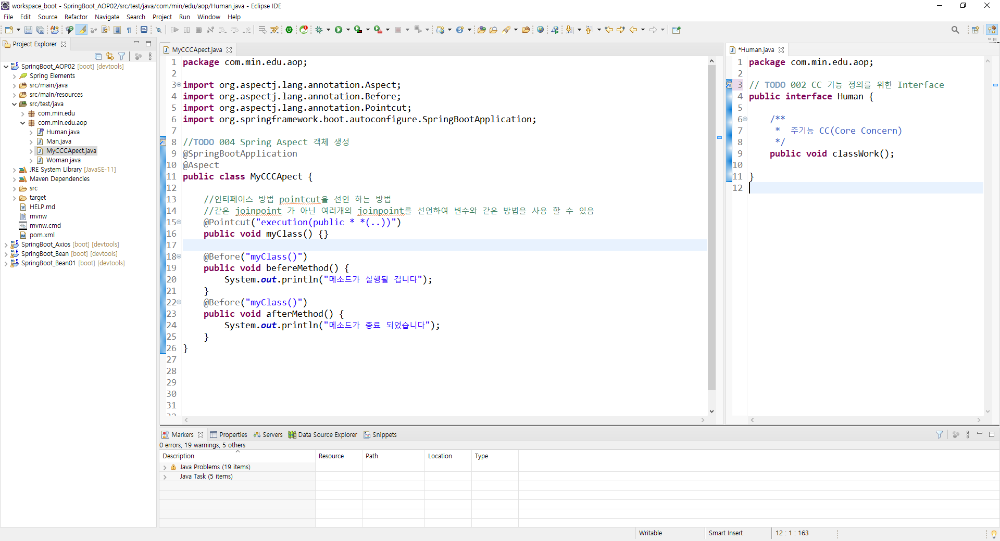 workspace_boot - SpringBoot_AOP02/src/test/java/com/min/edu/aop/Human.java - Eclipse IDE
File Edit Source Refactor Navigate Search Project Run Window Help
Project Explorer
SpringBoot_AOP02 [boot] [devtools]
Spring Elements
src/main/java
src/main/resources
src/test/java
com.min.edu
com.min.edu.aop
Human.java
Man.java
MyCCCApect.java
Woman.java
JRE System Library [JavaSE-11]
Maven Dependencies
src
target
HELP.md
mvnw
mvnw.cmd
pom.xml
SpringBoot_Axios [boot] [devtools]
SpringBoot_Bean [boot] [devtools]
SpringBoot_Bean01 [boot] [devtools]
MyCCCApect.java
1 package com.min.edu.aop;
2
3 import org.aspectj.lang.annotation.Aspect;
4 import org.aspectj.lang.annotation.Before;
5 import org.aspectj.lang.annotation.Pointcut;
6 import org.springframework.boot.autoconfigure.SpringBootApplication;
7
8 //TODO 004 Spring Aspect 객체 생성
9 @SpringBootApplication
10 @Aspect
11 public class MyCCCApect {
12
13 //인터페이스 방법 pointcut을 선언 하는 방법
14 //같은 joinpoint 가 아닌 여러개의 joinpoint를 선언하여 변수와 같은 방법을 사용 할 수 있음
15 @Pointcut("execution(public * *(..))")
16 public void myClass() {}
17
18 @Before("myClass()")
19 public void befereMethod() {
20 System.out.println("메소드가 실행될 겁니다");
21 }
22 @Before("myClass()")
23 public void afterMethod() {
24 System.out.println("메소드가 종료 되었습니다");
25 }
26 }
27
28
29
30
31
*Human.java
1 package com.min.edu.aop;
2
3 // TODO 002 CC 기능 정의를 위한 Interface
4 public interface Human {
5
6 /**
7 * 주기능 CC(Core Concern)
8 */
9 public void classWork();
10
11 }
12
Markers Properties Servers Data Source Explorer Snippets
0 errors, 19 warnings, 5 others
Description Resource Path Location Type
Java Problems (19 items)
Java Task (5 items)
Writable Smart Insert 12 : 1 : 163